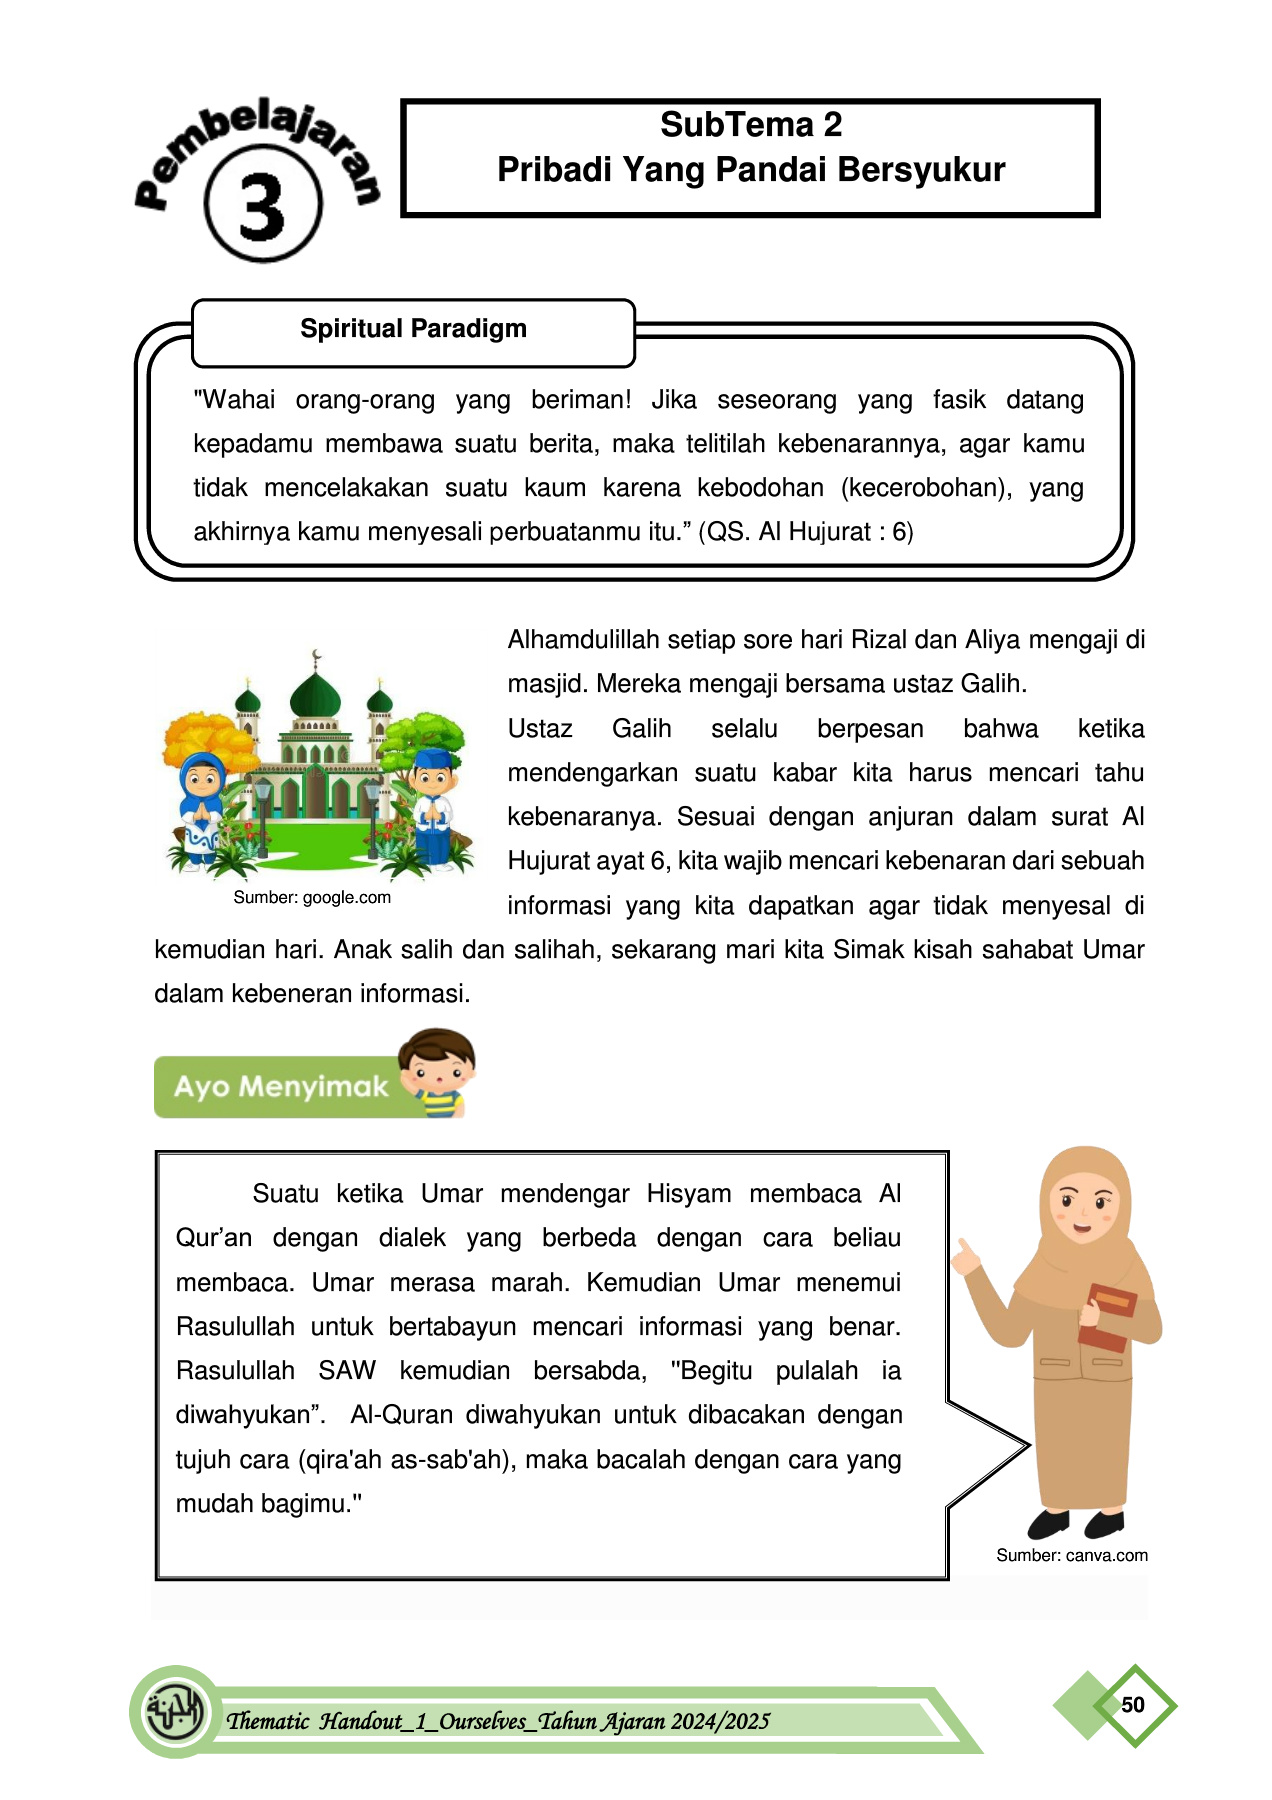 Pembelajaran
3
SubTema 2
Pribadi Yang Pandai Bersyukur
Spiritual Paradigm
"Wahai orang-orang yang beriman! Jika seseorang yang fasik datang
kepadamu membawa suatu berita, maka telitilah kebenarannya, agar kamu
tidak mencelakakan suatu kaum karena kebodohan (kecerobohan), yang
akhirnya kamu menyesali perbuatanmu itu.” (QS. Al Hujurat : 6)
Alhamdulillah setiap sore hari Rizal dan Aliya mengaji di
masjid. Mereka mengaji bersama ustaz Galih.
Ustaz Galih selalu berpesan bahwa ketika
mendengarkan suatu kabar kita harus mencari tahu
kebenaranya. Sesuai dengan anjuran dalam surat Al
Hujurat ayat 6, kita wajib mencari kebenaran dari sebuah
informasi yang kita dapatkan agar tidak menyesal di
Sumber: google.com
kemudian hari. Anak salih dan salihah, sekarang mari kita Simak kisah sahabat Umar
dalam kebeneran informasi.
Ayo Menyimak
Suatu ketika Umar mendengar Hisyam membaca Al
Qur’an dengan dialek yang berbeda dengan cara beliau
membaca. Umar merasa marah. Kemudian Umar menemui
Rasulullah untuk bertabayun mencari informasi yang benar.
Rasulullah SAW kemudian bersabda, "Begitu pulalah ia
diwahyukan”. Al-Quran diwahyukan untuk dibacakan dengan
tujuh cara (qira'ah as-sab'ah), maka bacalah dengan cara yang
mudah bagimu."
Sumber: canva.com
Thematic Handout_1_Ourselves_Tahun Ajaran 2024/2025
50